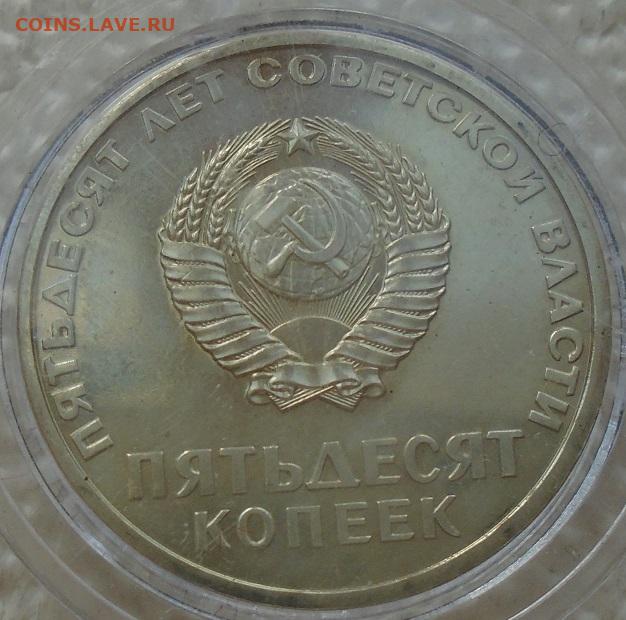 COINS.LAVE.RU
ПЯТЬДЕСЯТ ЛЕТ СОВЕТСКОЙ ВЛАСТИ
ПЯТЬДЕСЯТ
КОПЕЕК